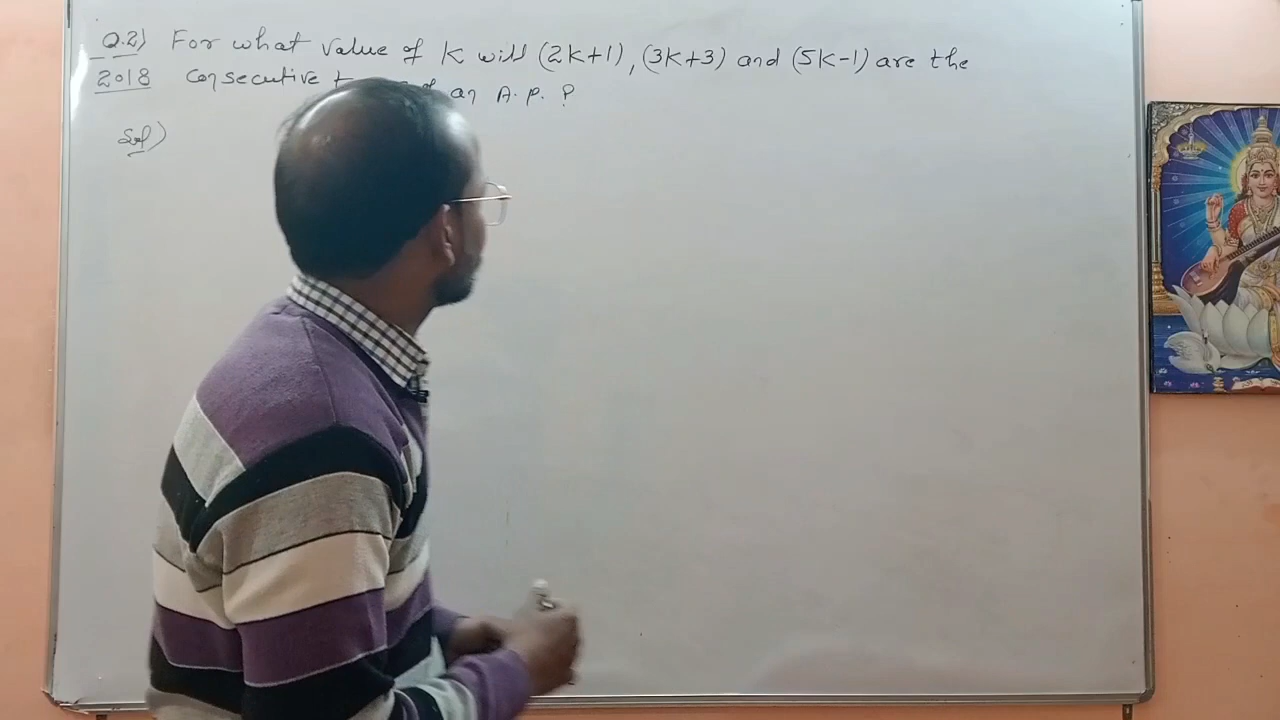 Q.2) For what value of k will (2k+1), (3k+3) and (5k-1) are the
2018 consecutive an A.P. ?
Sol)